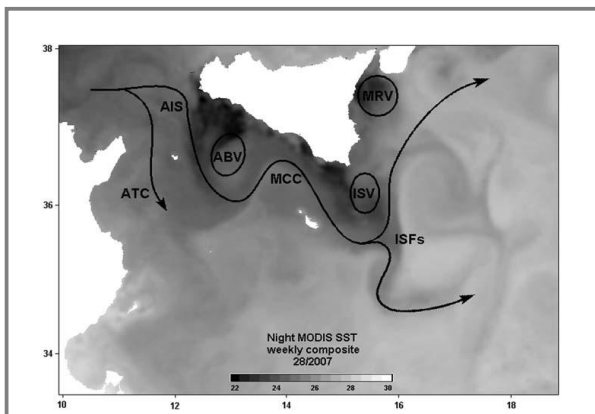 38
36
34
10
12
14
16
18
AIS
ATC
ABV
MCC
MRV
ISV
ISFs
Night MODIS SST
weekly composite
28/2007
22 24 26 28 30